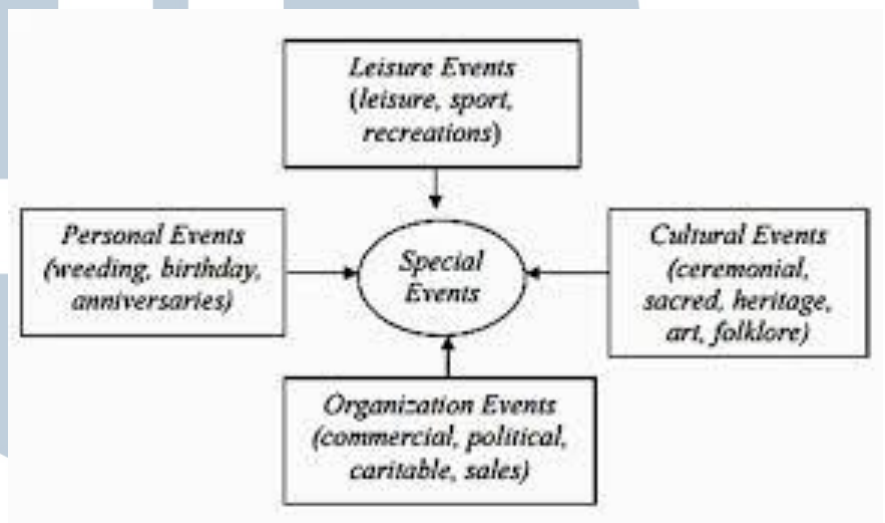 Leisure Events
(leisure, sport,
recreations)
Personal Events
(weeding, birthday,
anniversaries)
Special
Events
Cultural Events
(ceremonial,
sacred, heritage,
art, folklore)
Organization Events
(commercial, political,
caritable, sales)